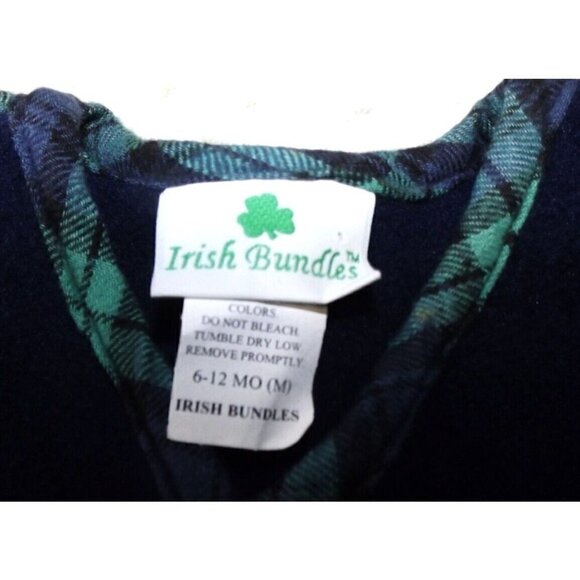 Irish Bundles™
COLORS.
DO NOT BLEACH.
TUMBLE DRY LOW
REMOVE PROMPTLY.
6-12 MO (M)
IRISH BUNDLES